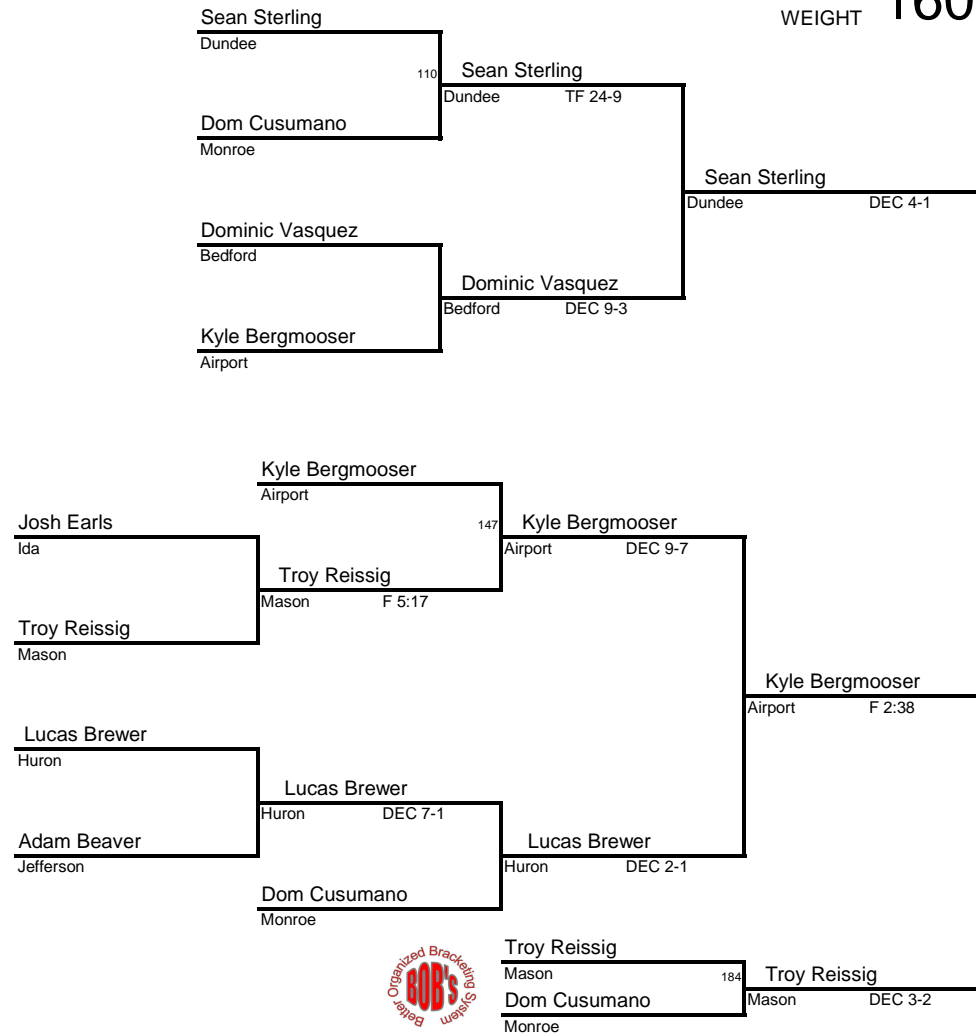 WEIGHT 160
Sean Sterling
Dundee
110 Sean Sterling
Dundee TF 24-9
Dom Cusumano
Monroe
Sean Sterling
Dundee DEC 4-1
Dominic Vasquez
Bedford
Dominic Vasquez
Bedford DEC 9-3
Kyle Bergmooser
Airport
Kyle Bergmooser
Airport
Josh Earls
Ida
147 Kyle Bergmooser
Airport DEC 9-7
Troy Reissig
Mason F 5:17
Troy Reissig
Mason
Kyle Bergmooser
Airport F 2:38
Lucas Brewer
Huron
Lucas Brewer
Huron DEC 7-1
Adam Beaver
Jefferson
Lucas Brewer
Huron DEC 2-1
Dom Cusumano
Monroe
Better Organized Bracketing System
BOB's
Troy Reissig
Mason
184 Troy Reissig
Mason DEC 3-2
Dom Cusumano
Monroe